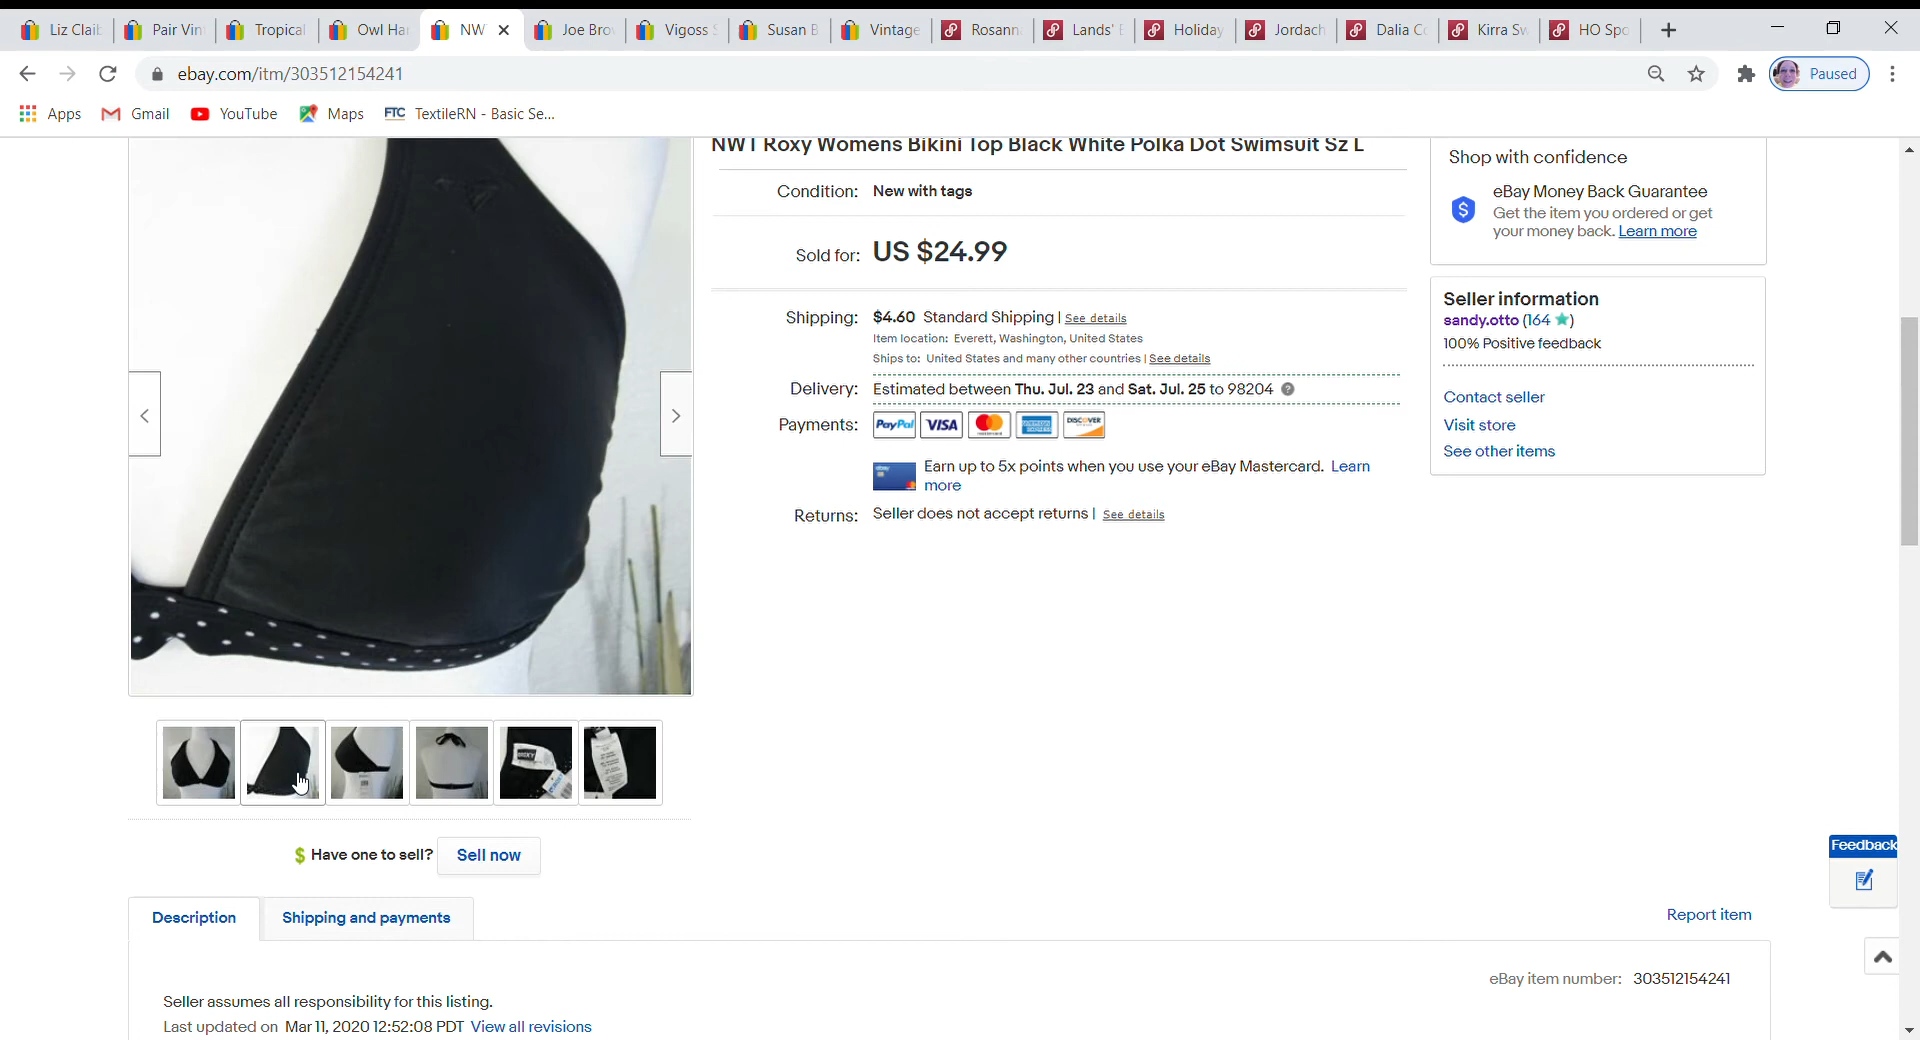 Liz Claib
Pair Vin
Tropical
Owl Ha
NW
Joe Bro
Vigoss S
Susan B
Vintage
Rosann
Lands' E
Holiday
Jordach
Dalia Co
Kirra Sw
HO Spo
ebay.com/itm/303512154241
Paused
Apps
Gmail
YouTube
Maps
FTC TextileRN - Basic Se...
NWT Roxy Womens Bikini Top Black White Polka Dot Swimsuit Sz L
Condition: New with tags
Sold for: US $24.99
Shipping: $4.60 Standard Shipping | See details
Item location: Everett, Washington, United States
Ships to: United States and many other countries | See details
Delivery: Estimated between Thu. Jul. 23 and Sat. Jul. 25 to 98204 ?
Payments: PayPal VISA DISCOVER
Earn up to 5x points when you use your eBay Mastercard. Learn
more
Returns: Seller does not accept returns | See details
Shop with confidence
eBay Money Back Guarantee
Get the item you ordered or get
your money back. Learn more
Seller information
sandy.otto (164 ★)
100% Positive feedback
Contact seller
Visit store
See other items
$ Have one to sell? Sell now
Feedback
Description
Shipping and payments
Report item
eBay item number: 303512154241
Seller assumes all responsibility for this listing.
Last updated on Mar 11, 2020 12:52:08 PDT View all revisions